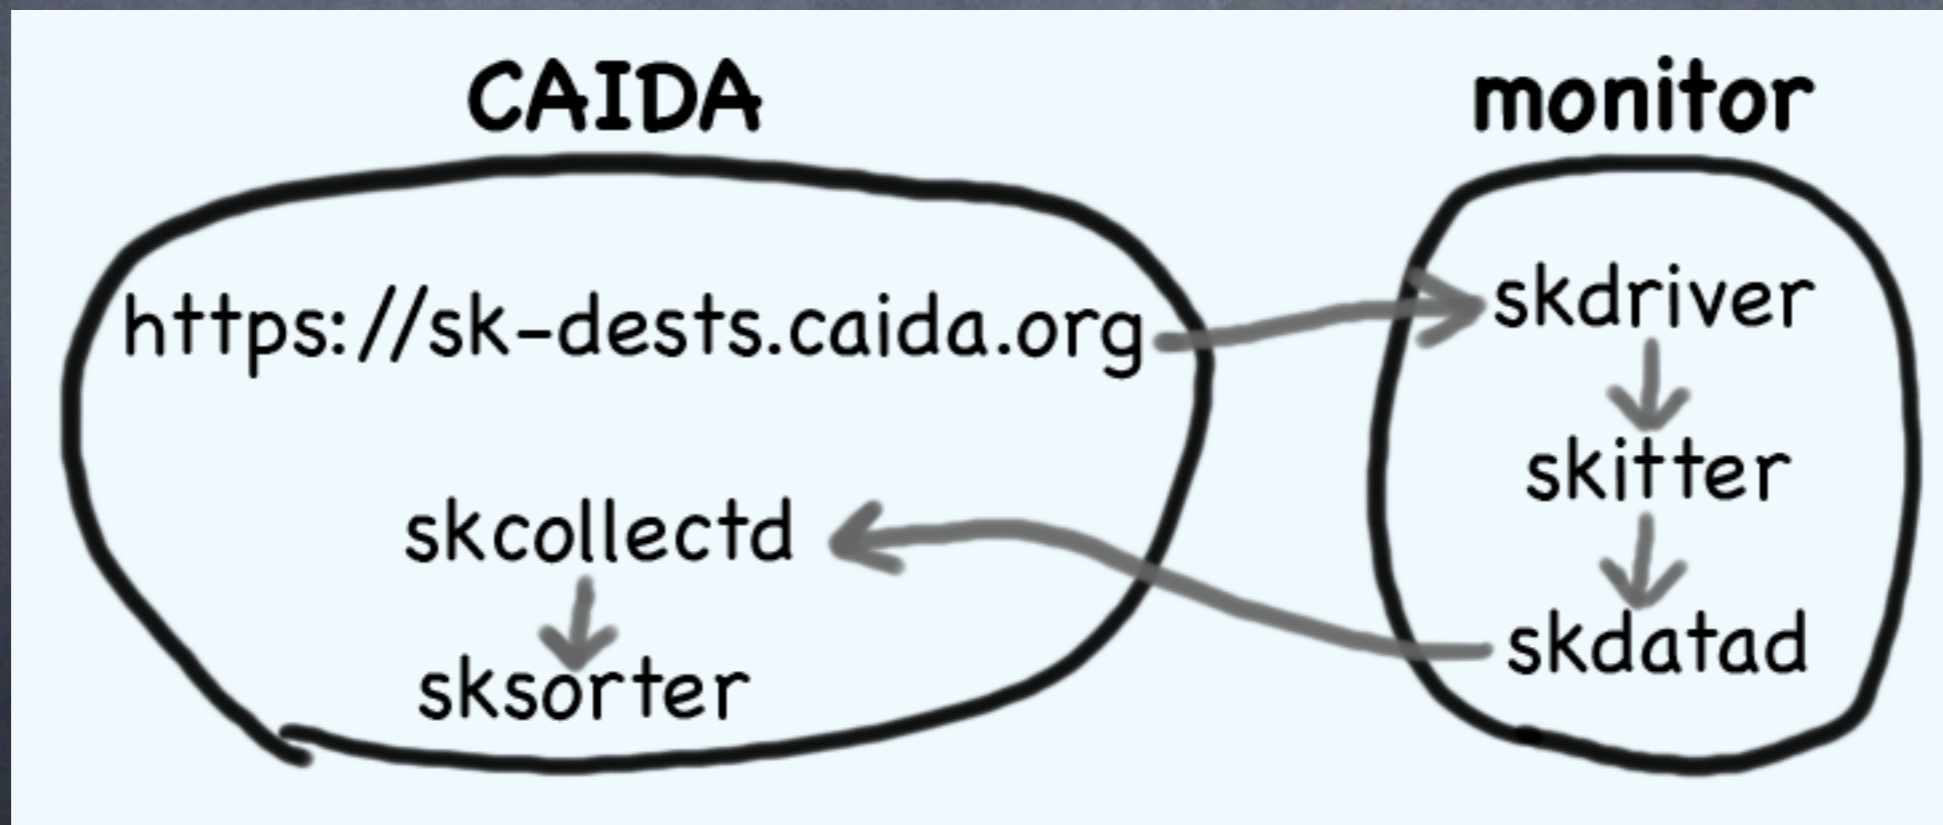 CAIDA
https://sk-dests.caida.org
skcollectd
sksorter
monitor
skdriver
skitter
skdatad